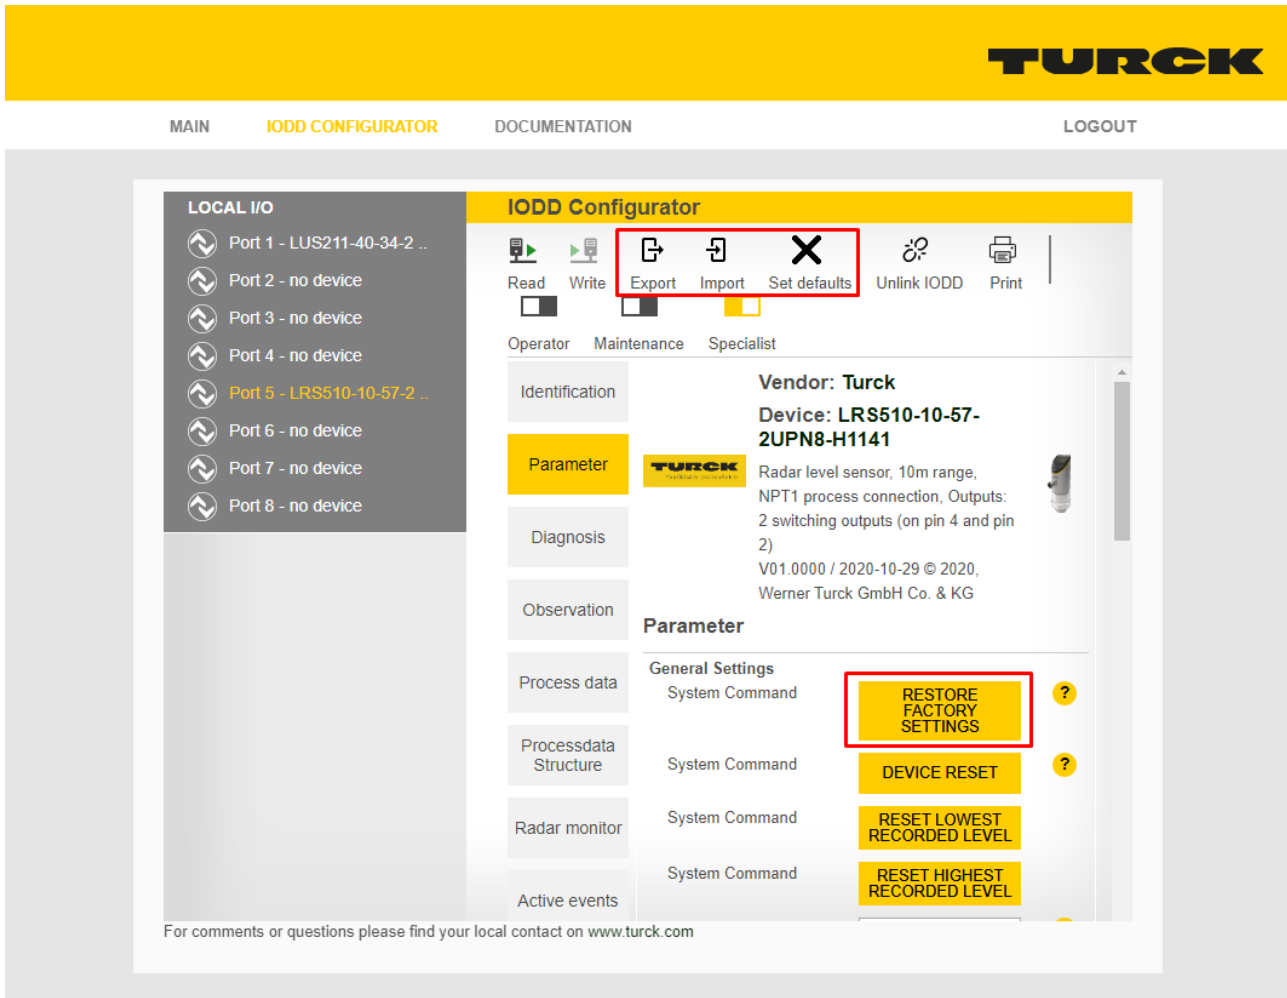 TURCK
MAIN IODD CONFIGURATOR DOCUMENTATION LOGOUT
LOCAL I/O
Port 1 - LUS211-40-34-2 ..
Port 2 - no device
Port 3 - no device
Port 4 - no device
Port 5 - LRS510-10-57-2 ..
Port 6 - no device
Port 7 - no device
Port 8 - no device
IODD Configurator
Read Write Export Import Set defaults Unlink IODD Print
Operator Maintenance Specialist
Identification
Parameter
Diagnosis
Observation
Process data
Processdata
Structure
Radar monitor
Active events
TURCK
Vendor: Turck
Device: LRS510-10-57-
2UPN8-H1141
Radar level sensor, 10m range,
NPT1 process connection, Outputs:
2 switching outputs (on pin 4 and pin
2)
V01.0000 / 2020-10-29 © 2020,
Werner Turck GmbH Co. & KG
Parameter
General Settings
System Command
RESTORE
FACTORY
SETTINGS
?
System Command
DEVICE RESET
?
System Command
RESET LOWEST
RECORDED LEVEL
System Command
RESET HIGHEST
RECORDED LEVEL
For comments or questions please find your local contact on www.turck.com